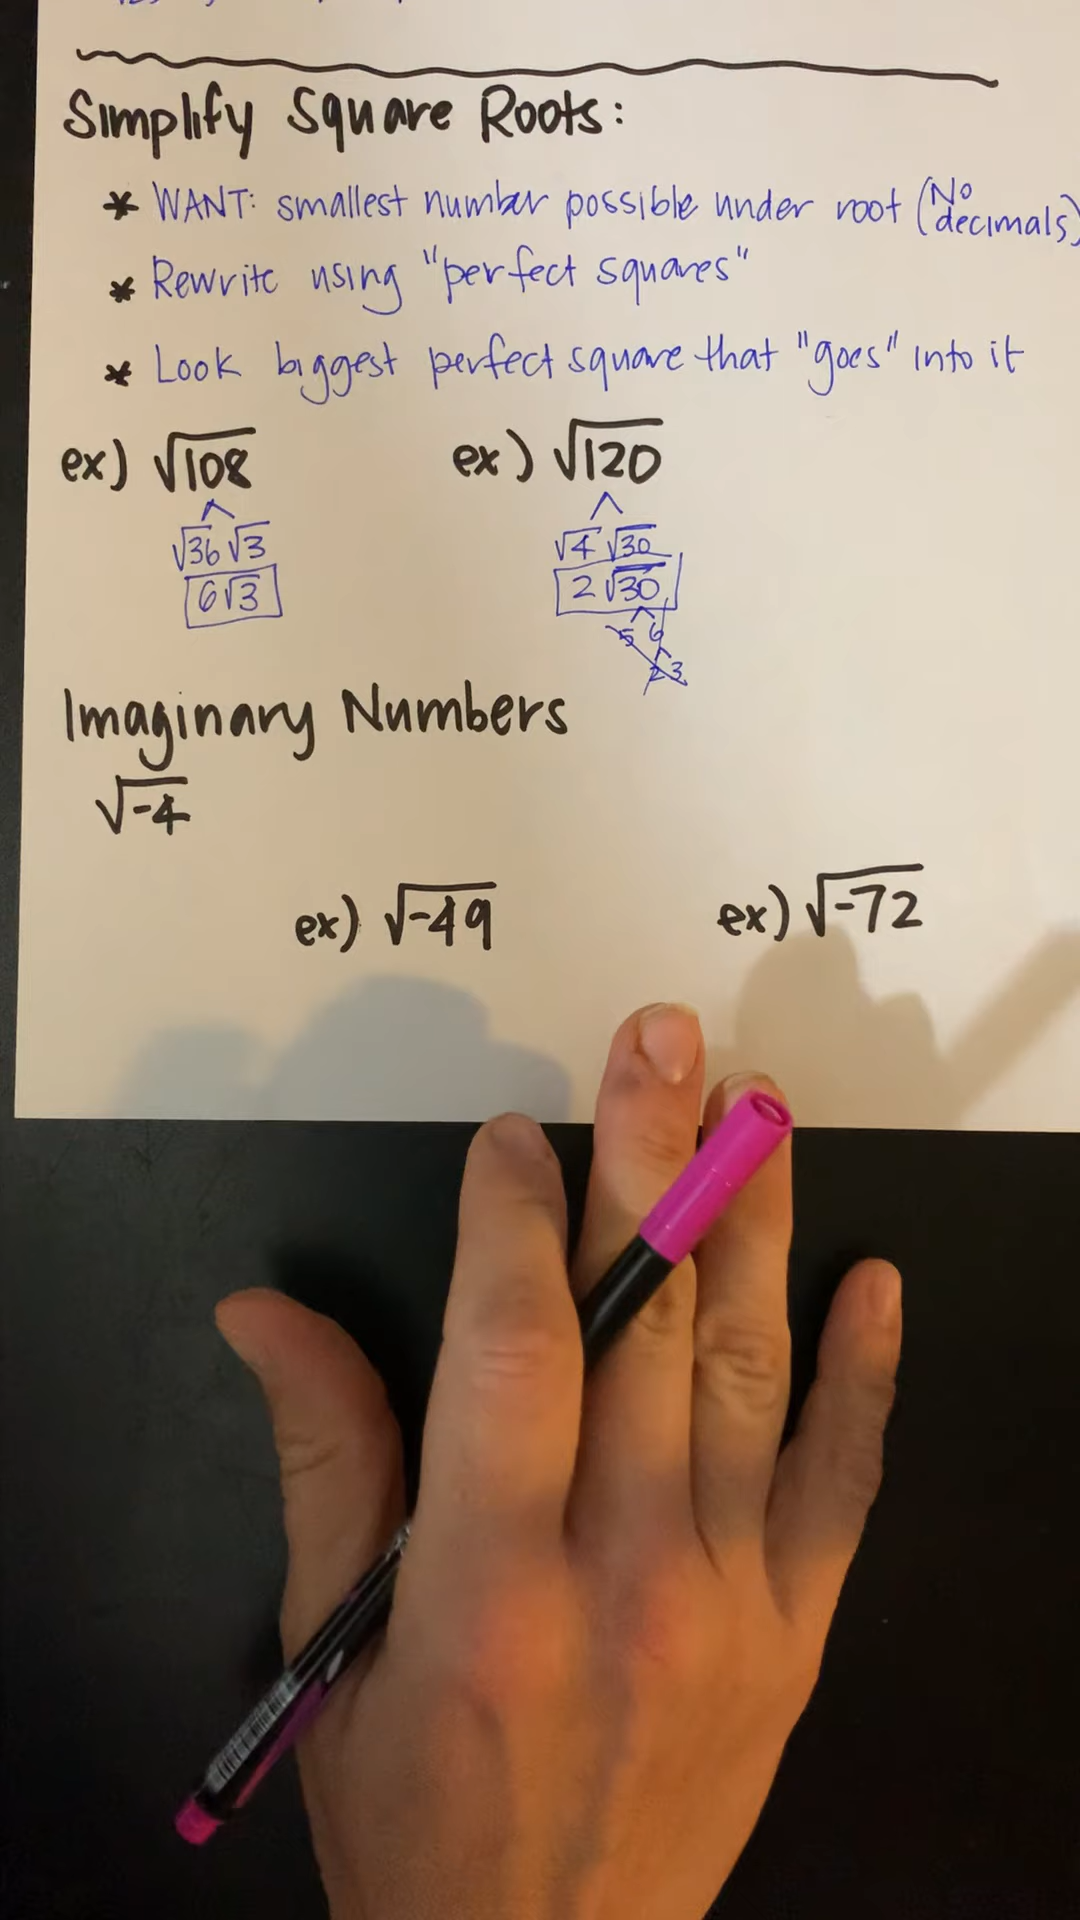 Simplify Square Roots:
* WANT: smallest number possible under root (No decimals)
* Rewrite using "perfect squares"
* Look biggest perfect square that "goes" into it
ex) √108 ex) √120
√36 √3 √4 √30
6√3 2√30
5 6
2 3
Imaginary Numbers
√-4
ex) √-49 ex) √-72